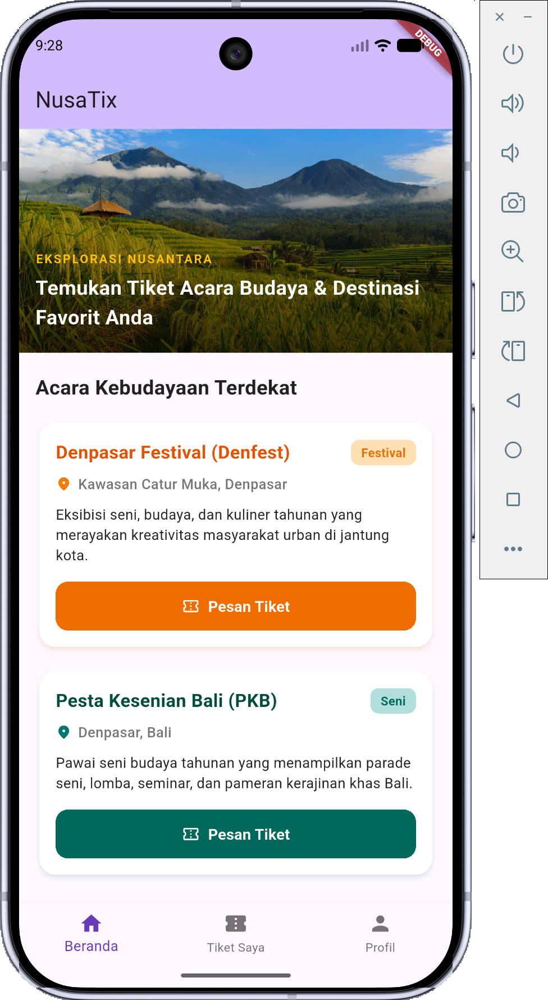 9:28
DEBUG
NusaTix
EKSPLORASI NUSANTARA
Temukan Tiket Acara Budaya & Destinasi
Favorit Anda
Acara Kebudayaan Terdekat
Denpasar Festival (Denfest)
Festival
Kawasan Catur Muka, Denpasar
Eksibisi seni, budaya, dan kuliner tahunan yang
merayakan kreativitas masyarakat urban di jantung
kota.
Pesan Tiket
Pesta Kesenian Bali (PKB)
Seni
Denpasar, Bali
Pawai seni budaya tahunan yang menampilkan parade
seni, lomba, seminar, dan pameran kerajinan khas Bali.
Pesan Tiket
Beranda
Tiket Saya
Profil